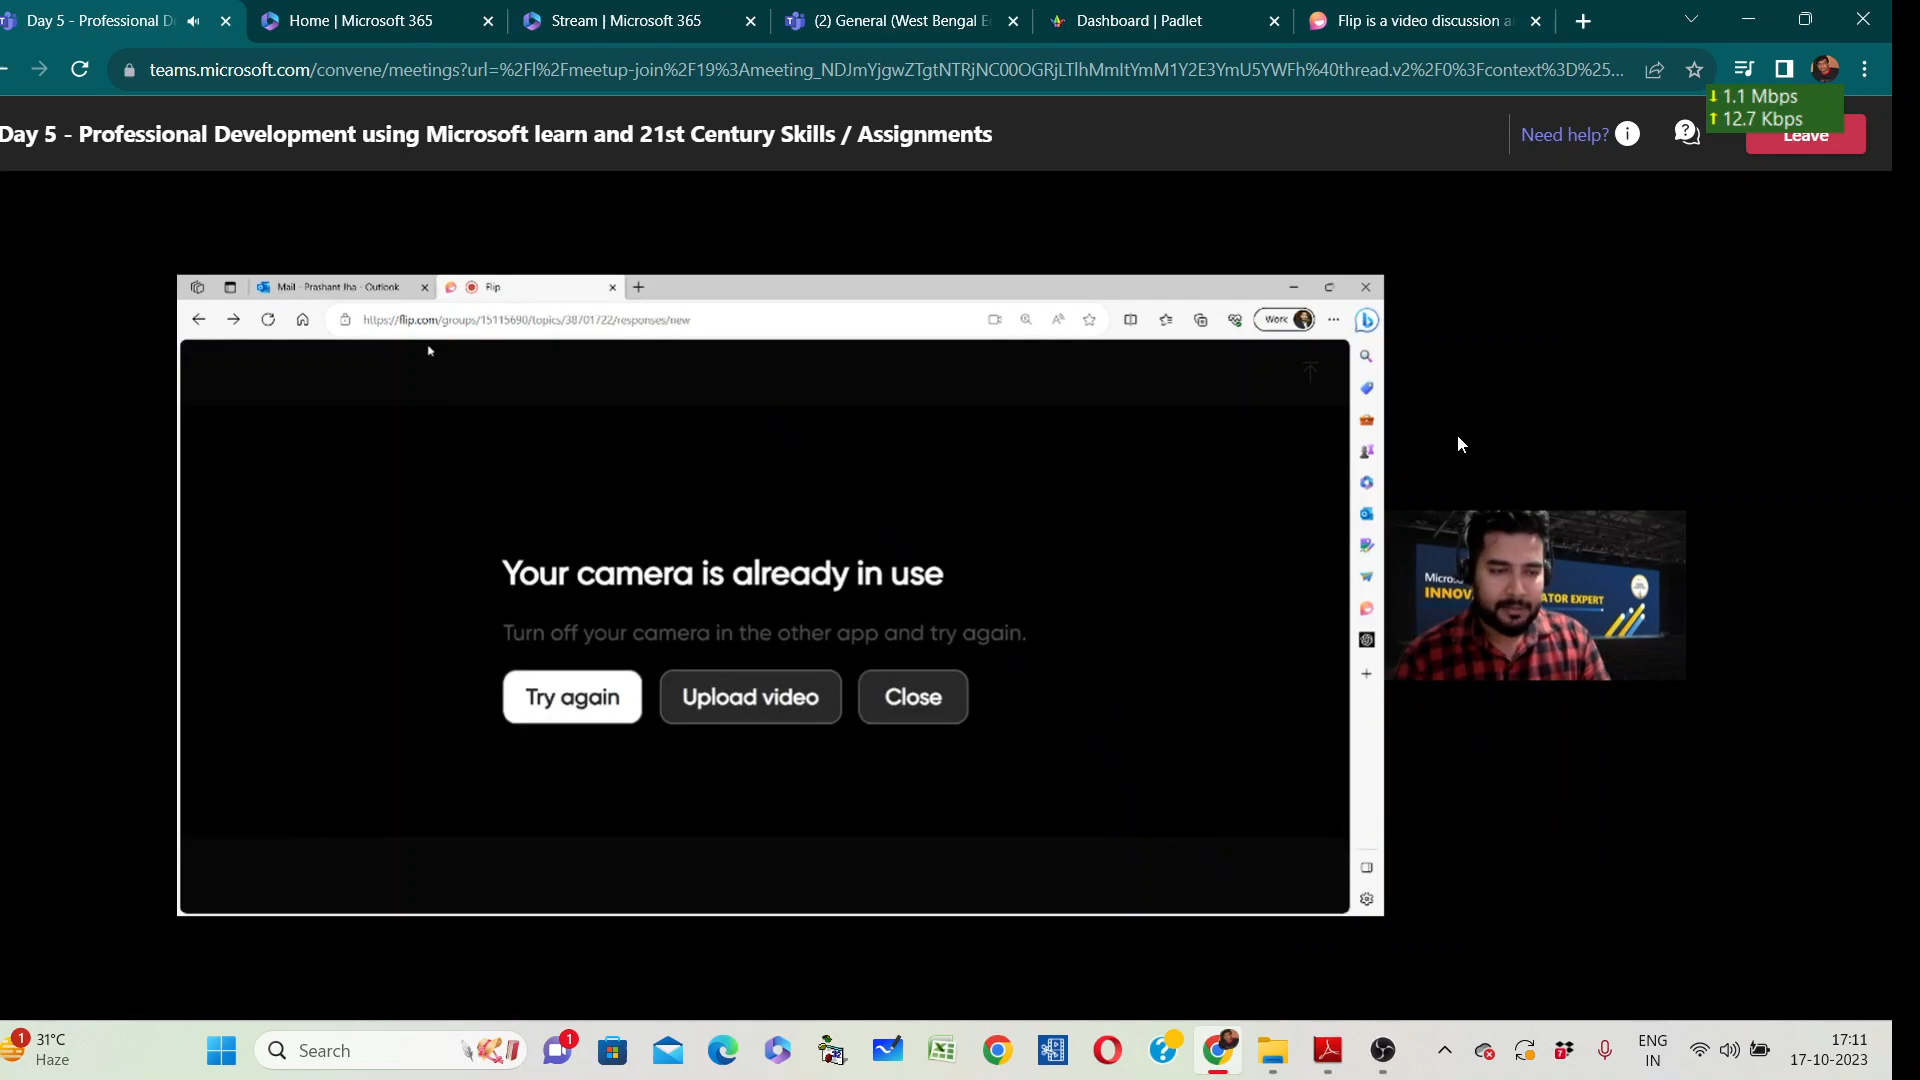 Day 5 - Professional D
Home | Microsoft 365
Stream | Microsoft 365
(2) General (West Bengal E
Dashboard | Padlet
Flip is a video discussion a
teams.microsoft.com/convene/meetings?url=%2Fl%2Fmeetup-join%2F19%3Ameeting_NDJmYjgwZTgtNTRjNC00OGRjLTlhMmItYmM1Y2E3YmU5YWFh%40thread.v2%2F0%3Fcontext%3D%25...
1.1 Mbps
12.7 Kbps
Day 5 - Professional Development using Microsoft learn and 21st Century Skills / Assignments
Need help?
Leave
Mail - Prashant Jha - Outlook
Flip
https://flip.com/groups/15115690/topics/38701722/responses/new
Work
Your camera is already in use
Turn off your camera in the other app and try again.
Try again
Upload video
Close
Micros
INNOV ATOR EXPERT
1
31°C
Haze
Search
1
7
ENG
IN
17:11
17-10-2023